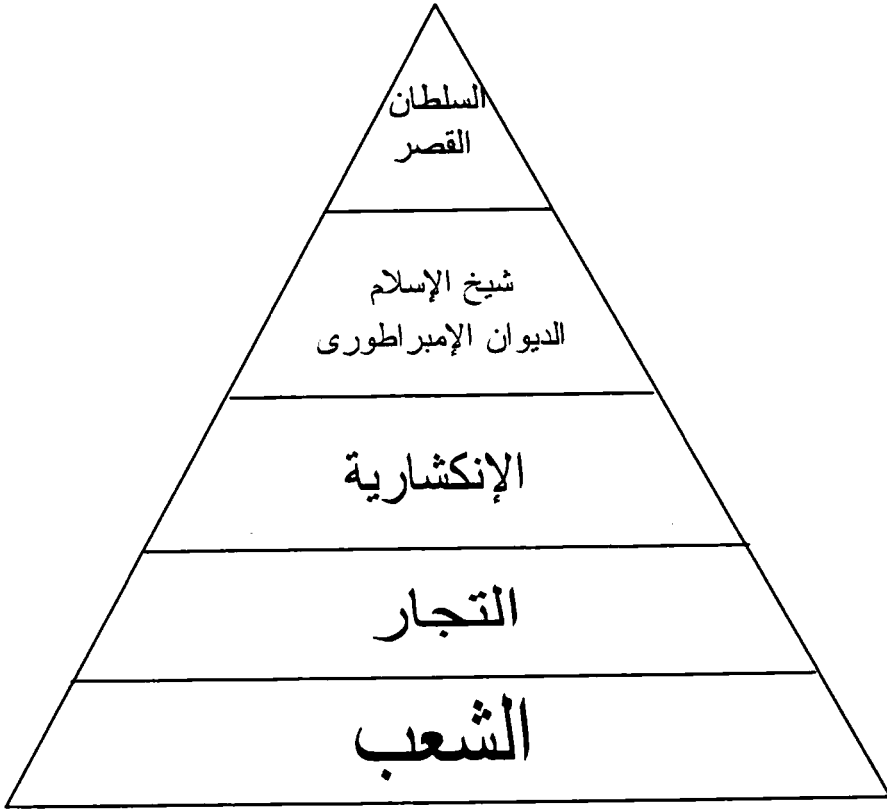 السلطان
القصر
شيخ الإسلام
الديوان الإمبراطورى
الإنكشارية
التجار
الشعب